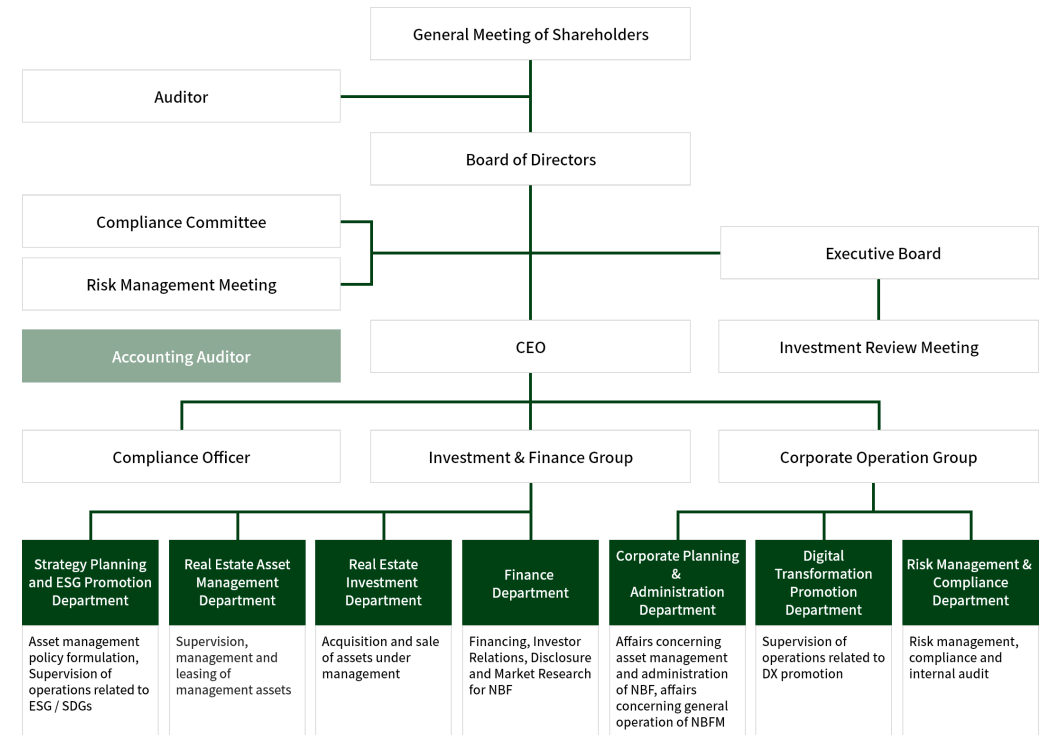 General Meeting of Shareholders
Auditor
Board of Directors
Compliance Committee
Executive Board
Risk Management Meeting
Accounting Auditor
CEO
Investment Review Meeting
Compliance Officer
Investment & Finance Group
Corporate Operation Group
Strategy Planning
and ESG Promotion
Department
Asset management
policy formulation,
Supervision of
operations related to
ESG / SDGs
Real Estate Asset
Management
Department
Supervision,
management and
leasing of
management assets
Real Estate
Investment
Department
Acquisition and sale
of assets under
management
Finance
Department
Financing, Investor
Relations, Disclosure
and Market Research
for NBF
Corporate Planning
&
Administration
Department
Affairs concerning
asset management
and administration
of NBF, affairs
concerning general
operation of NBFM
Digital
Transformation
Promotion
Department
Supervision of
operations related to
DX promotion
Risk Management &
Compliance
Department
Risk management,
compliance and
internal audit